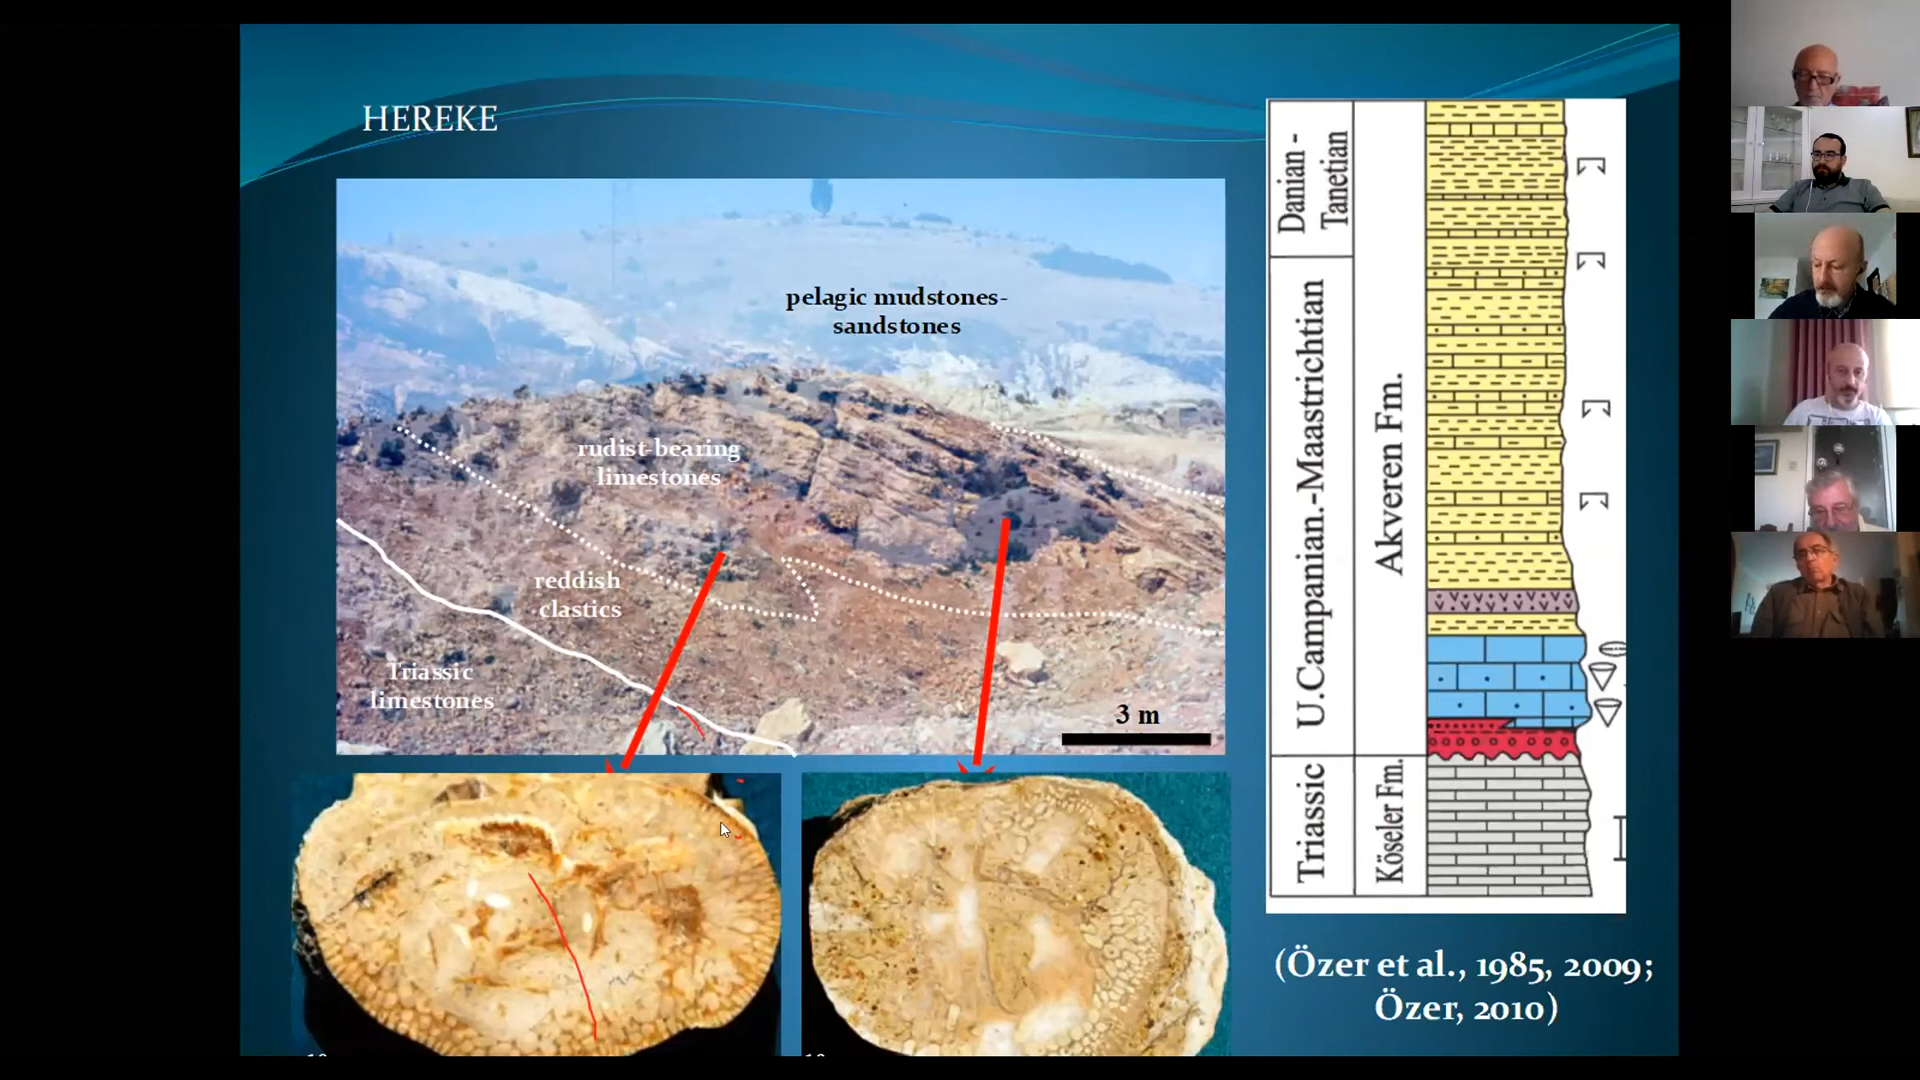 HEREKE
pelagic mudstones-
sandstones
rudist-bearing
limestones
reddish
clastics
Triassic
limestones
3 m
Danian -
Tanetian
U.Campanian.-Maastrichtian
Akveren Fm.
Triassic
Köseler Fm.
(Özer et al., 1985, 2009;
Özer, 2010)